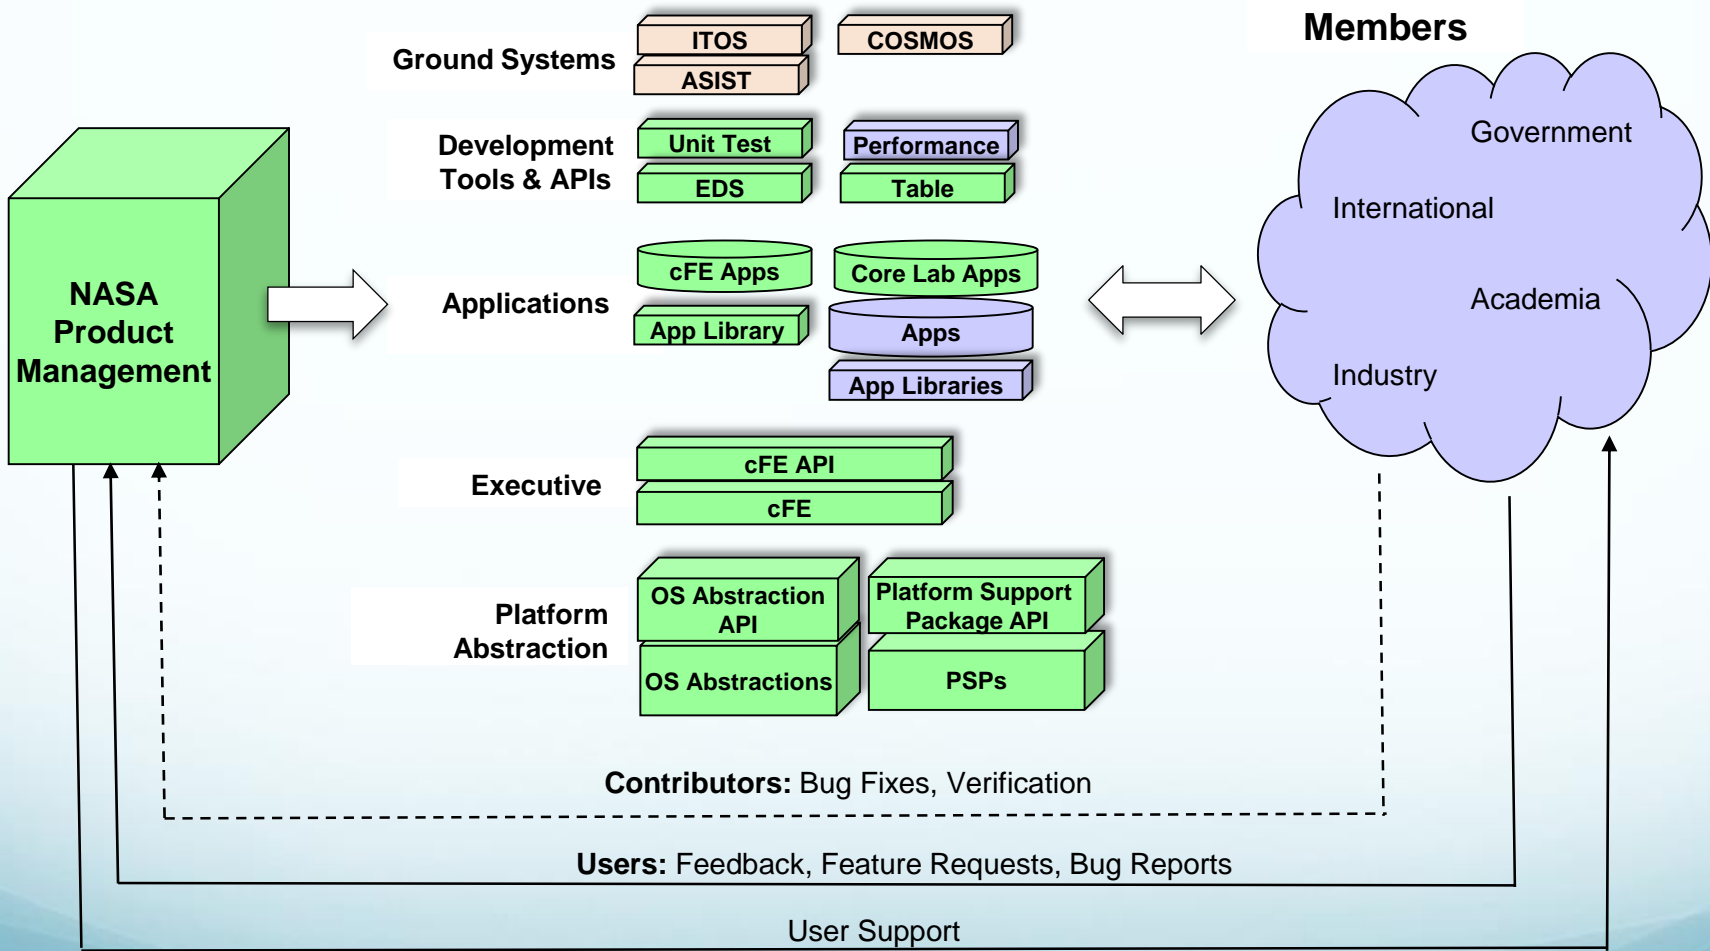 Members
Ground Systems
ITOS
COSMOS
ASIST
Development
Tools & APIs
Unit Test
Performance
EDS
Table
Applications
cFE Apps
Core Lab Apps
App Library
Apps
App Libraries
Executive
cFE API
cFE
Platform
Abstraction
OS Abstraction
API
Platform Support
Package API
OS Abstractions
PSPs
NASA
Product
Management
Government
International
Academia
Industry
Contributors: Bug Fixes, Verification
Users: Feedback, Feature Requests, Bug Reports
User Support